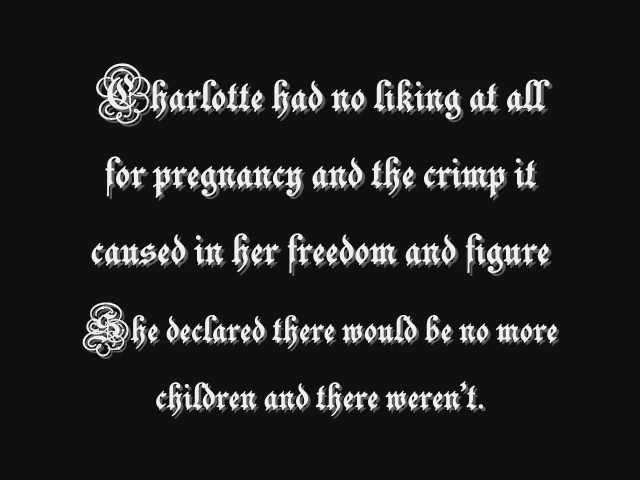 Charlotte had no liking at all
for pregnancy and the crimp it
caused in her freedom and figure
She declared there would be no more
children and there weren't.